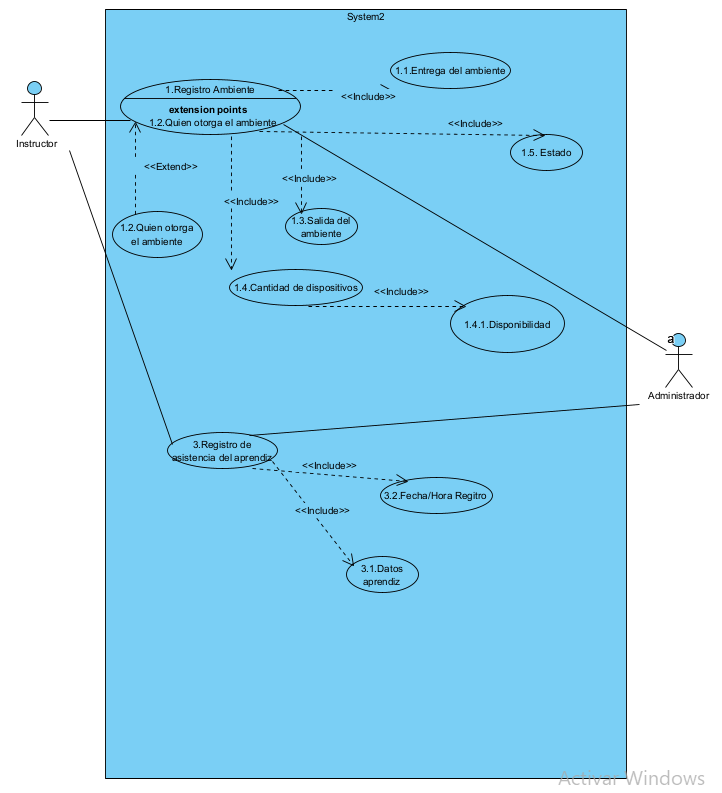 System2
1.Registro Ambiente
extension points
1.2.Quien otorga el ambiente
1.1.Entrega del ambiente
<<Include>>
<<Include>>
1.5. Estado
Instructor
<<Extend>>
<<Include>>
<<Include>>
1.2.Quien otorga
el ambiente
1.3.Salida del
ambiente
1.4.Cantidad de dispositivos
<<Include>>
1.4.1.Disponibilidad
a
Administrador
3.Registro de
asistencia del aprendiz
<<Include>>
3.2.Fecha/Hora Regitro
<<Include>>
3.1.Datos
aprendiz
Activar Windows